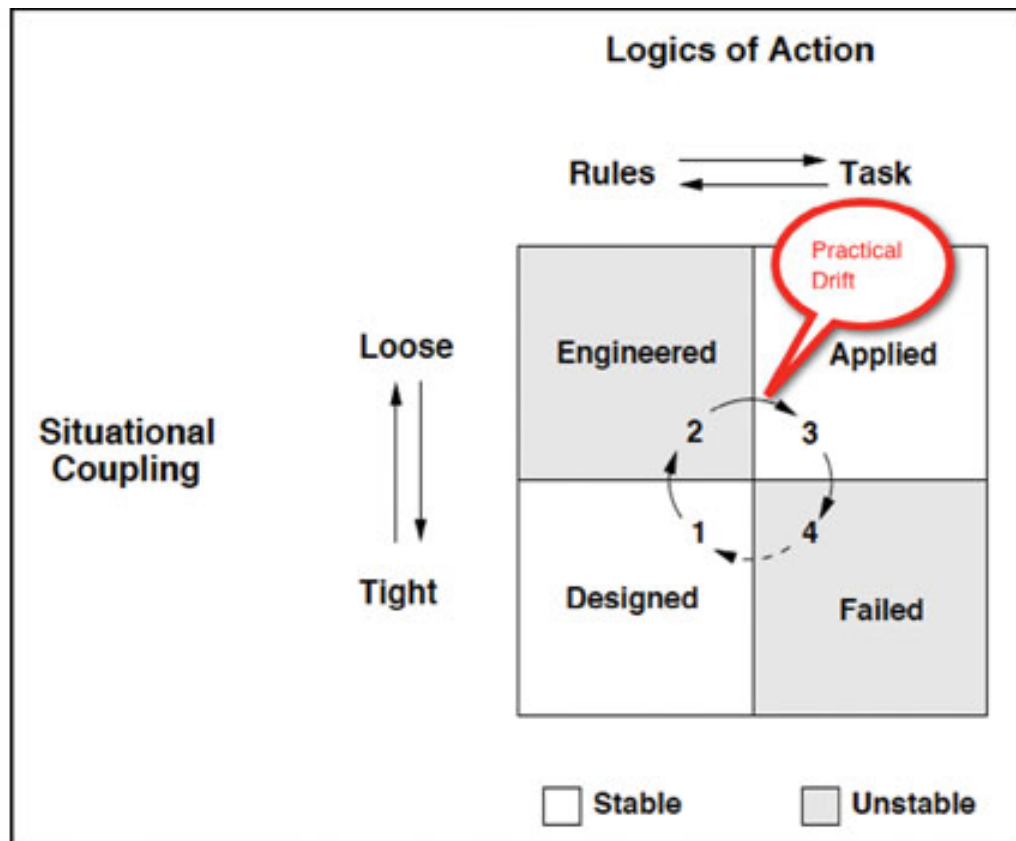 Logics of Action
Rules
Task
Practical
Drift
Loose
Engineered
Applied
Situational
Coupling
2
3
1
4
Tight
Designed
Failed
Stable
Unstable